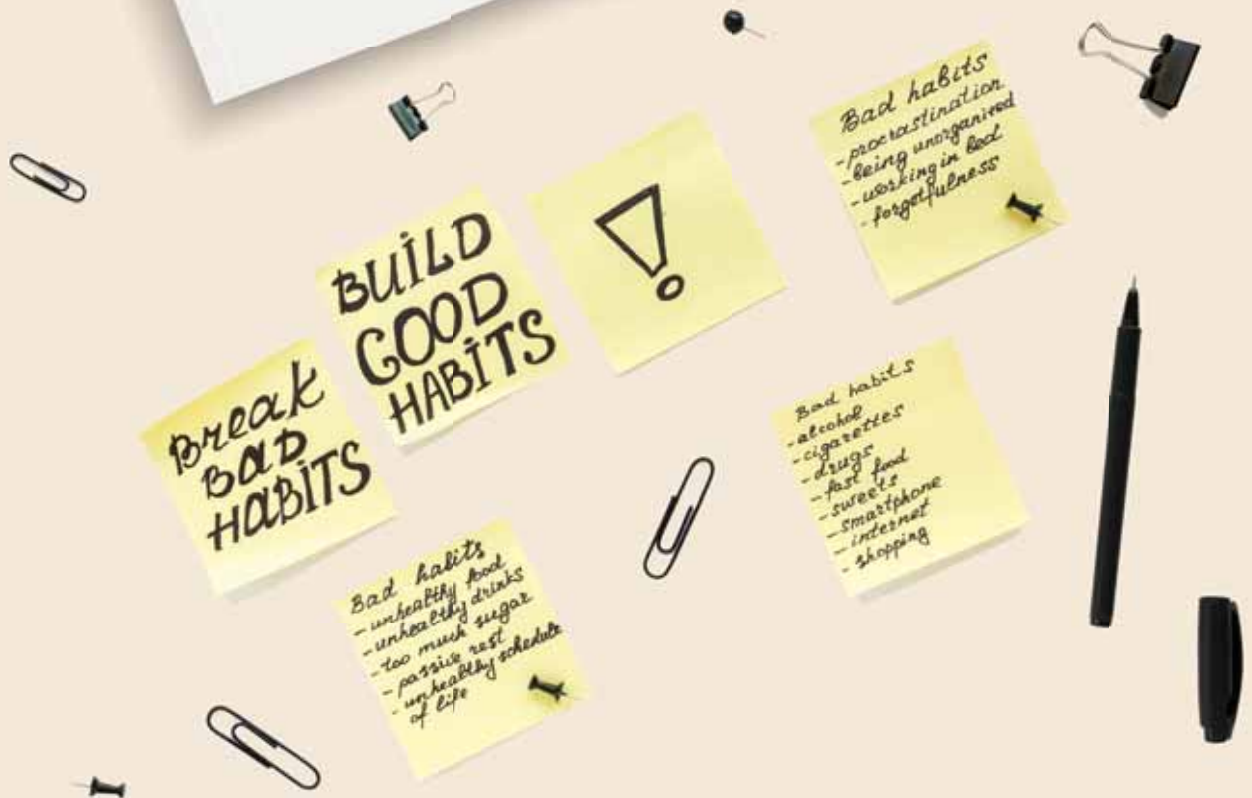 Break
BAD
HABITS
BUILD
GOOD
HABITS
!
Bad habits
- procrastination
- being unorganized
- working in bed
- forgetfulness
Bad habits
- unhealthy food
- unhealthy drinks
- too much sugar
- passive rest
- unhealthy schedule
of life
Bad habits
- alcohol
- cigarettes
- drugs
- fast food
- sweets
- smartphone
- internet
- shopping